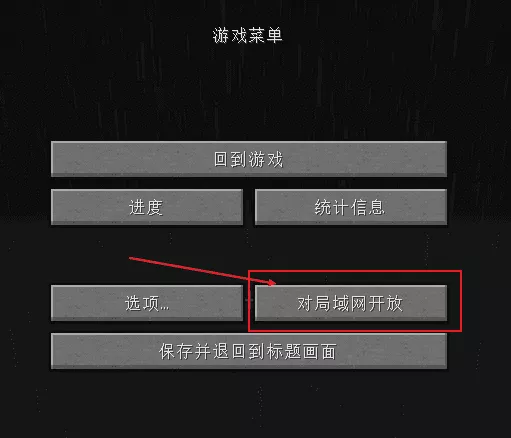 游戏菜单
回到游戏
进度
统计信息
选项...
对局域网开放
保存并退回到标题画面